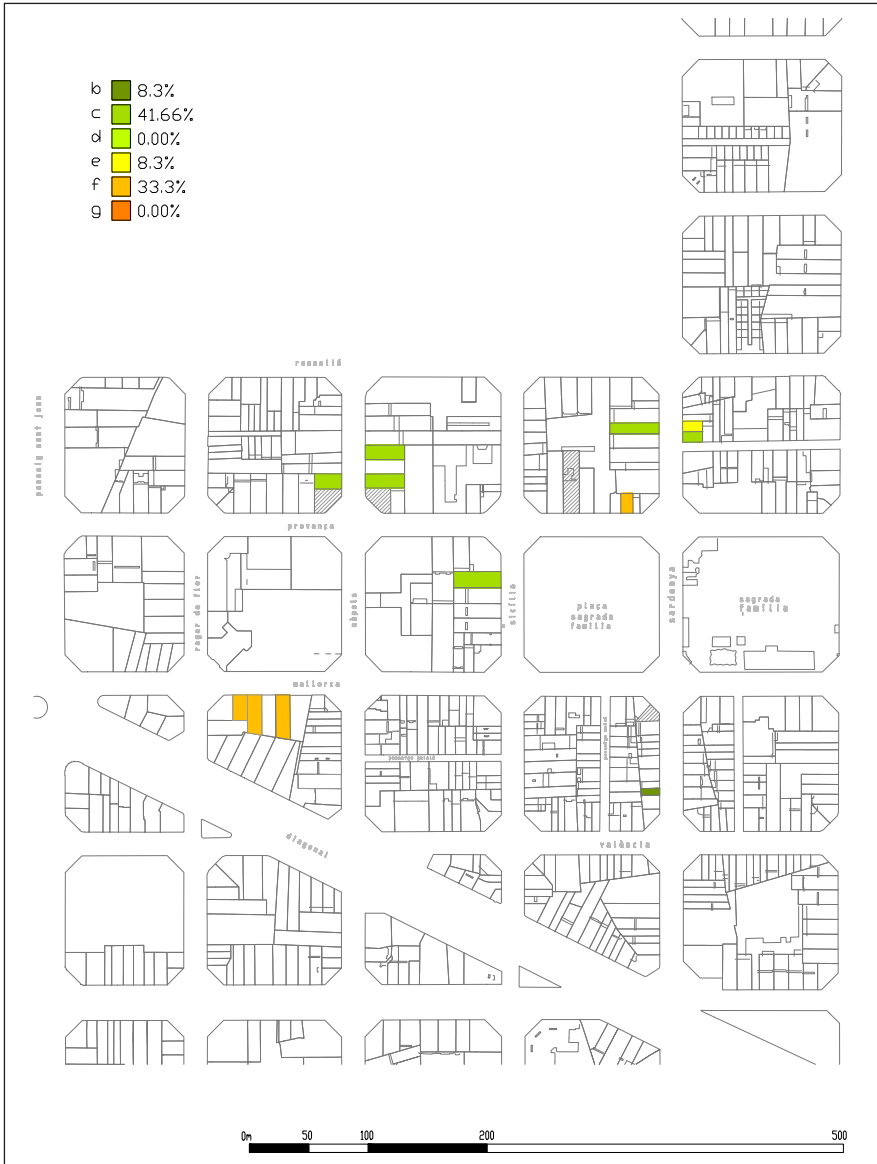 b 8.3%
c 41.66%
d 0.00%
e 8.3%
f 33.3%
g 0.00%
rosselló
passeig sant joan
provença
roger de flor
nàpols
sicília
plaça
sagrada
família
sardenya
sagrada
família
mallorca
passatge
diagonal
valència
0m 50 100 200 500